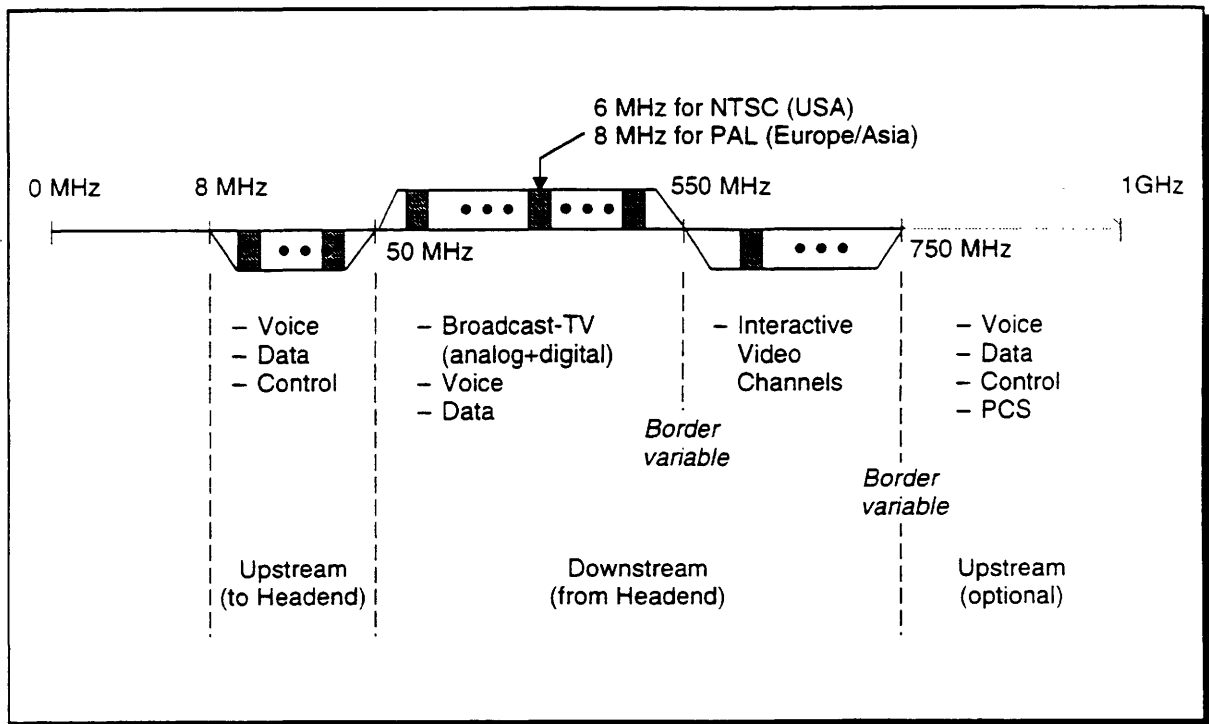 6 MHz for NTSC (USA)
8 MHz for PAL (Europe/Asia)
0 MHz
8 MHz
550 MHz
1GHz
50 MHz
750 MHz
– Voice
– Data
– Control
– Broadcast-TV
(analog+digital)
– Voice
– Data
– Interactive
Video
Channels
– Voice
– Data
– Control
– PCS
Border
variable
Border
variable
Upstream
(to Headend)
Downstream
(from Headend)
Upstream
(optional)